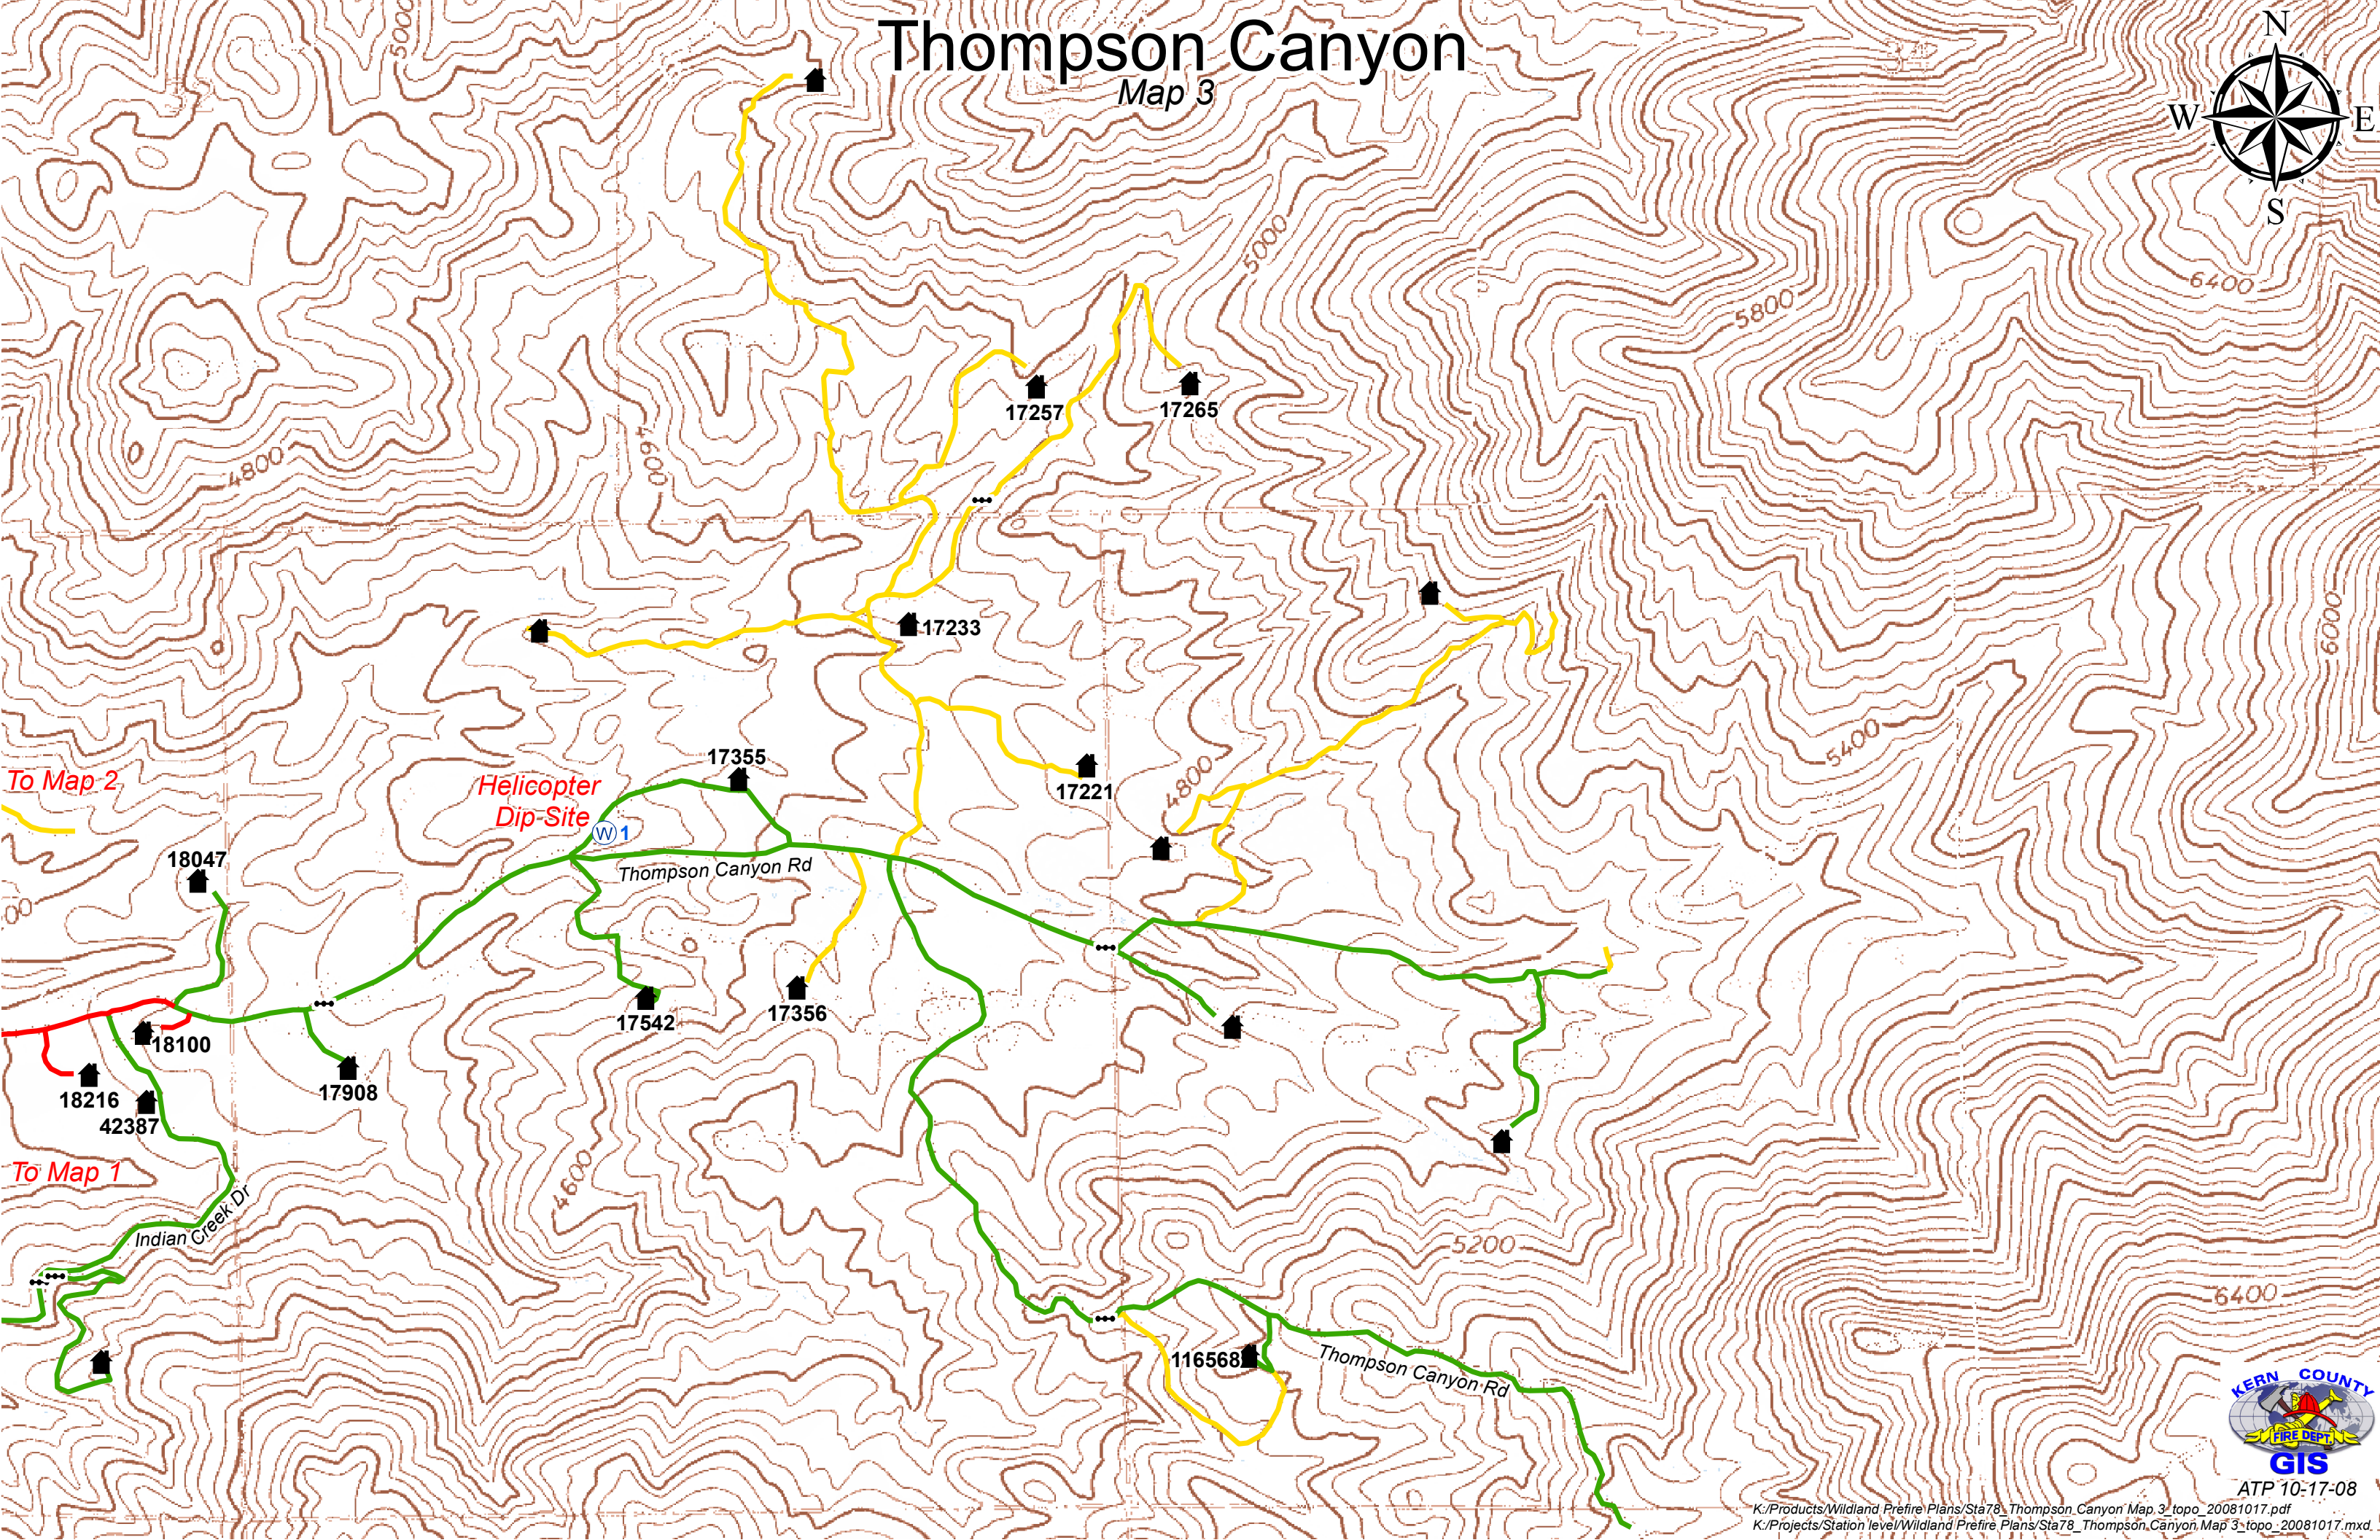 Thompson Canyon
Map 3
N
W
E
S
32
34
5000
5000
6400
5800
17257
17265
4800
4600
6000
17233
5400
17355
Helicopter
Dip Site
W 1
17221
4800
To Map 2
Thompson Canyon Rd
18047
00
17542
17356
18100
17908
18216
42387
To Map 1
4600
Indian Creek Dr
5200
6400
116568
Thompson Canyon Rd
KERN COUNTY
FIRE DEPT.
GIS
ATP 10-17-08
K:/Products/Wildland Prefire Plans/Sta78_Thompson Canyon Map 3_topo_20081017.pdf
K:/Projects/Station level/Wildland Prefire Plans/Sta78_Thompson Canyon Map 3_topo_20081017.mxd